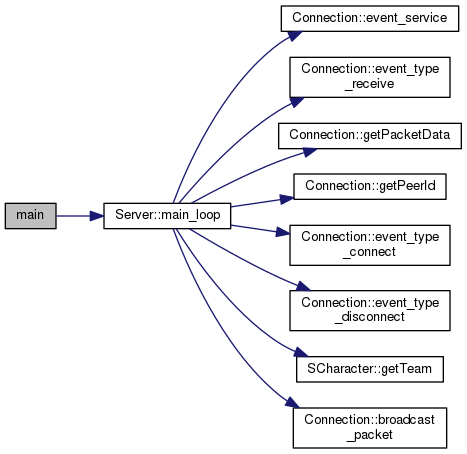 main
Server::main_loop
Connection::event_service
Connection::event_type
_receive
Connection::getPacketData
Connection::getPeerId
Connection::event_type
_connect
Connection::event_type
_disconnect
SCharacter::getTeam
Connection::broadcast
_packet